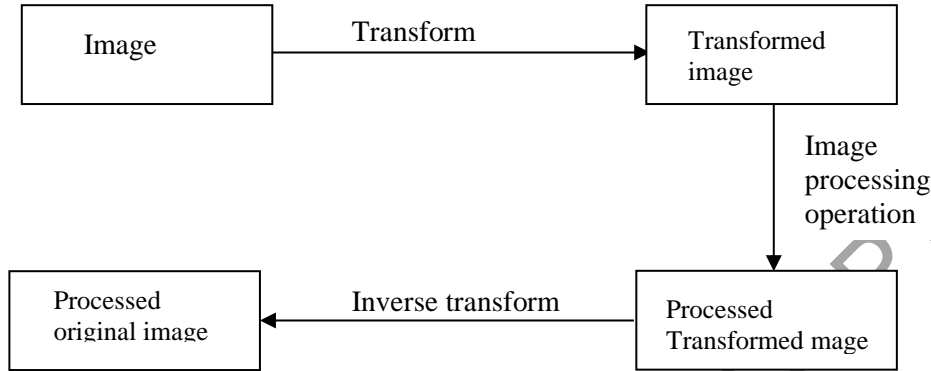 Image
Transform
Transformed
image
Image
processing
operation
Processed
Transformed mage
Inverse transform
Processed
original image